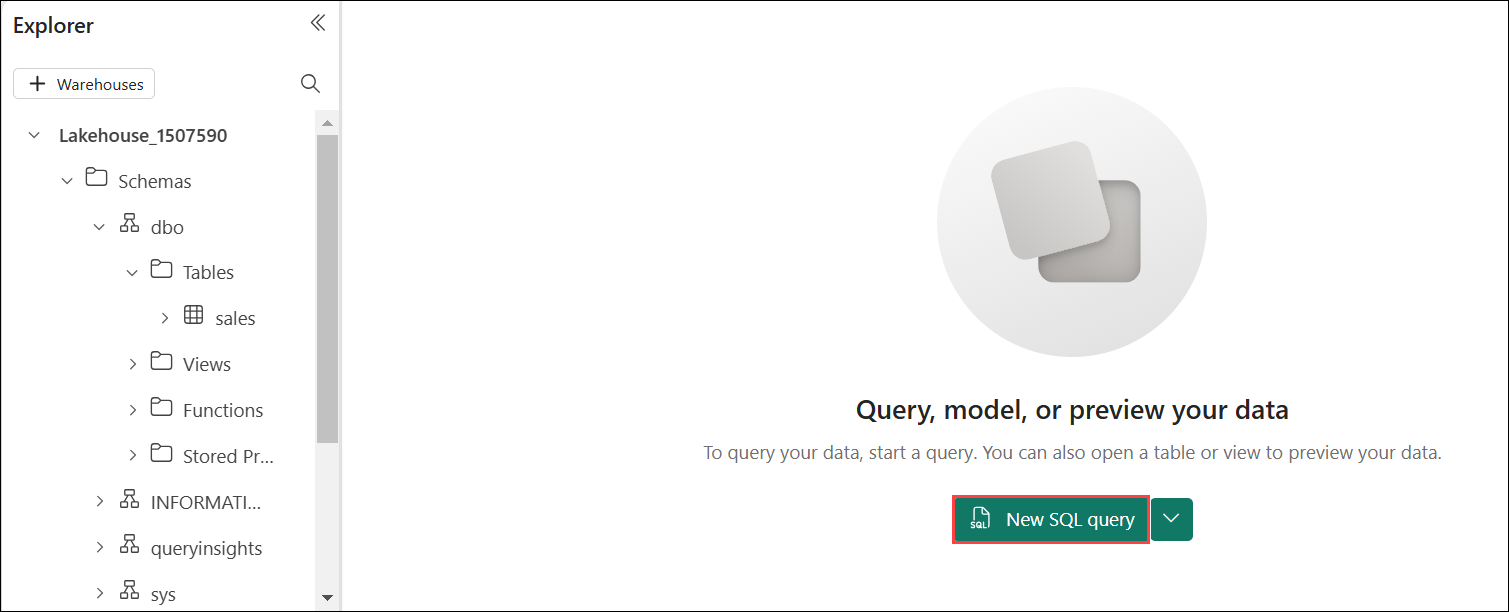 Explorer
Warehouses
Lakehouse_1507590
Schemas
dbo
Tables
sales
Views
Functions
Stored Pr...
INFORMATI...
queryinsights
sys
Query, model, or preview your data
To query your data, start a query. You can also open a table or view to preview your data.
SQL New SQL query